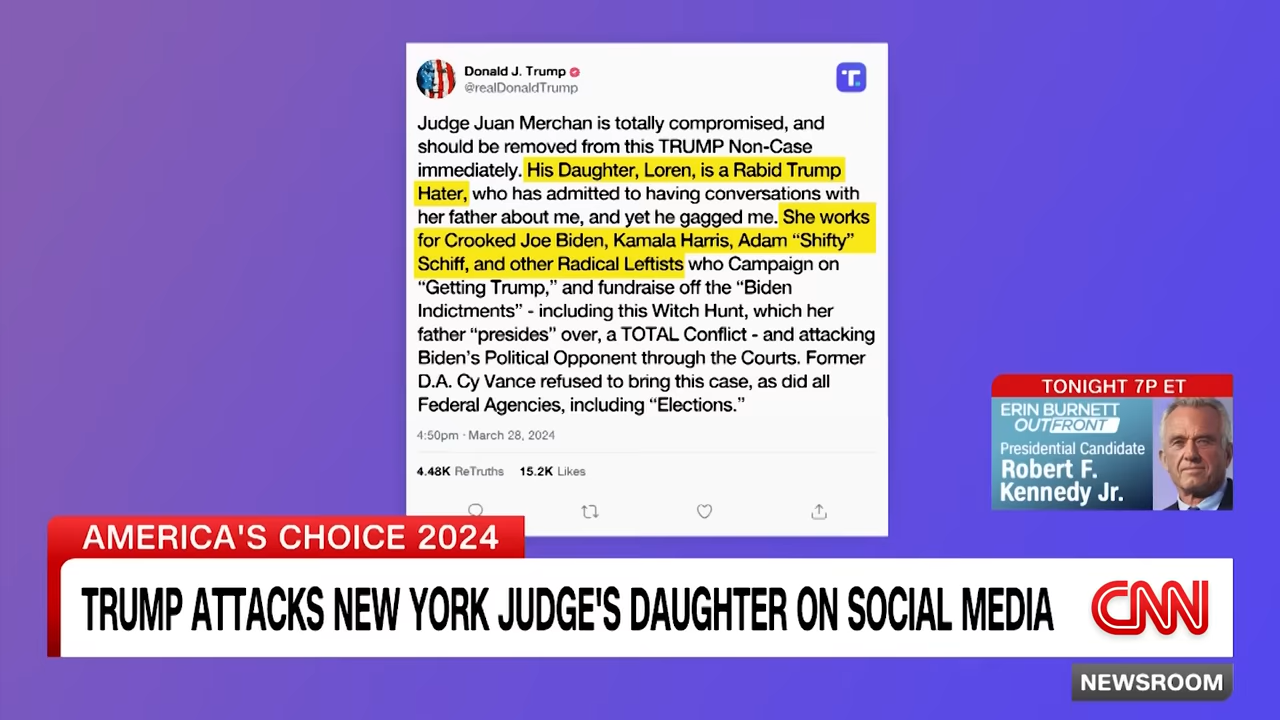 Donald J. Trump
@realDonaldTrump
T.
Judge Juan Merchan is totally compromised, and
should be removed from this TRUMP Non-Case
immediately. His Daughter, Loren, is a Rabid Trump
Hater, who has admitted to having conversations with
her father about me, and yet he gagged me. She works
for Crooked Joe Biden, Kamala Harris, Adam “Shifty”
Schiff, and other Radical Leftists who Campaign on
“Getting Trump,” and fundraise off the “Biden
Indictments” - including this Witch Hunt, which her
father “presides” over, a TOTAL Conflict - and attacking
Biden’s Political Opponent through the Courts. Former
D.A. Cy Vance refused to bring this case, as did all
Federal Agencies, including “Elections.”
4:50pm · March 28, 2024
4.48K ReTruths 15.2K Likes
TONIGHT 7P ET
ERIN BURNETT
OUTFRONT
Presidential Candidate
Robert F.
Kennedy Jr.
AMERICA'S CHOICE 2024
TRUMP ATTACKS NEW YORK JUDGE'S DAUGHTER ON SOCIAL MEDIA
CNN
NEWSROOM